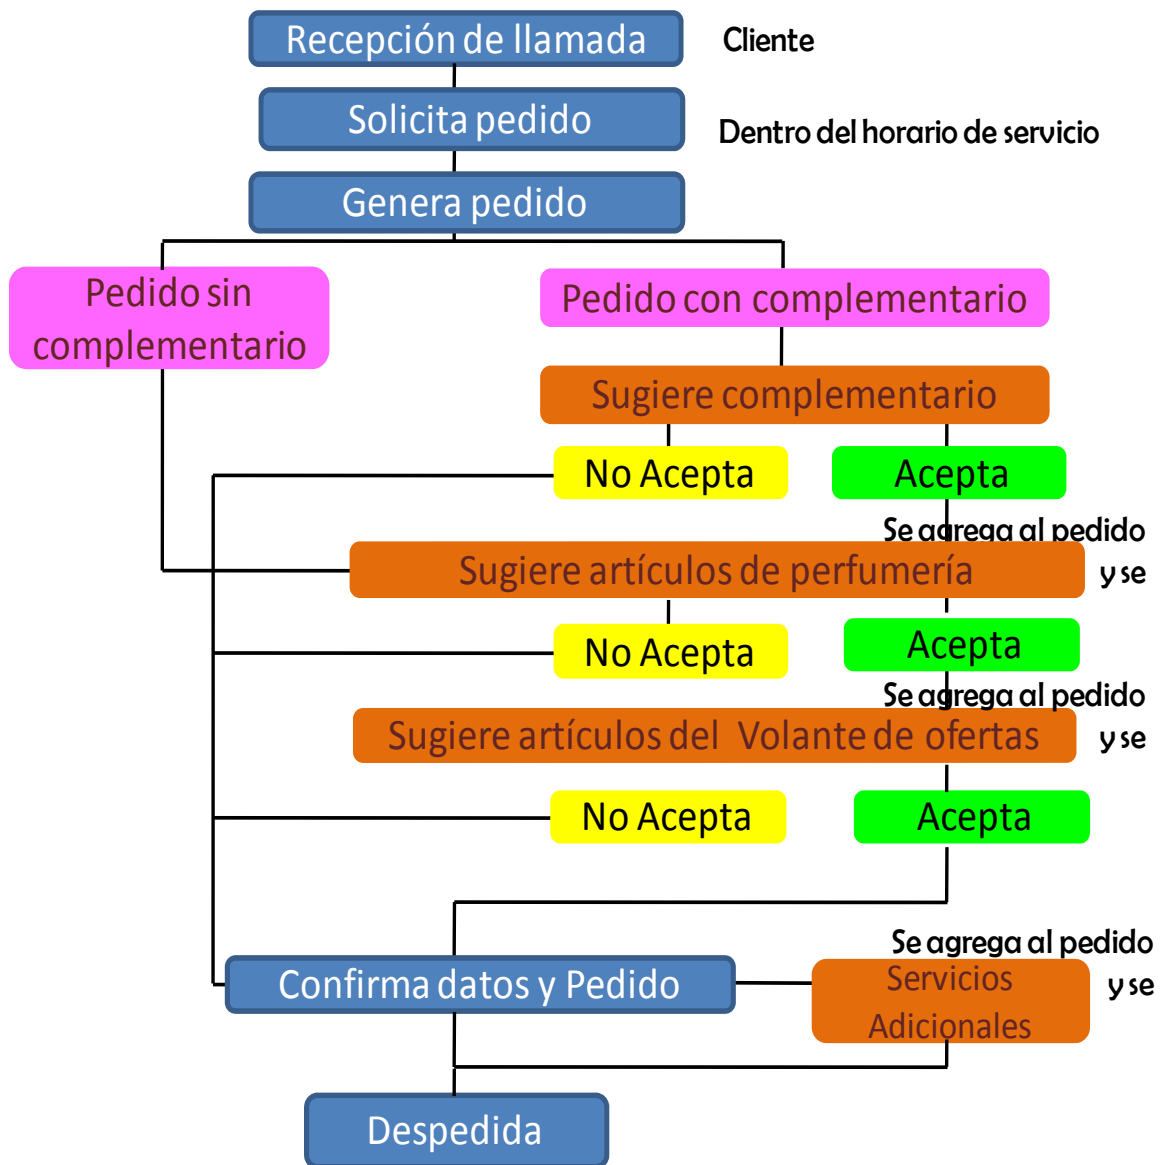 Recepción de llamada
Cliente
Solicita pedido
Dentro del horario de servicio
Genera pedido
Pedido sin
complementario
Pedido con complementario
Sugiere complementario
No Acepta
Acepta
Se agrega al pedido
y se
Sugiere artículos de perfumería
No Acepta
Acepta
Se agrega al pedido
y se
Sugiere artículos del Volante de ofertas
No Acepta
Acepta
Se agrega al pedido
y se
Confirma datos y Pedido
Servicios
Adicionales
Despedida